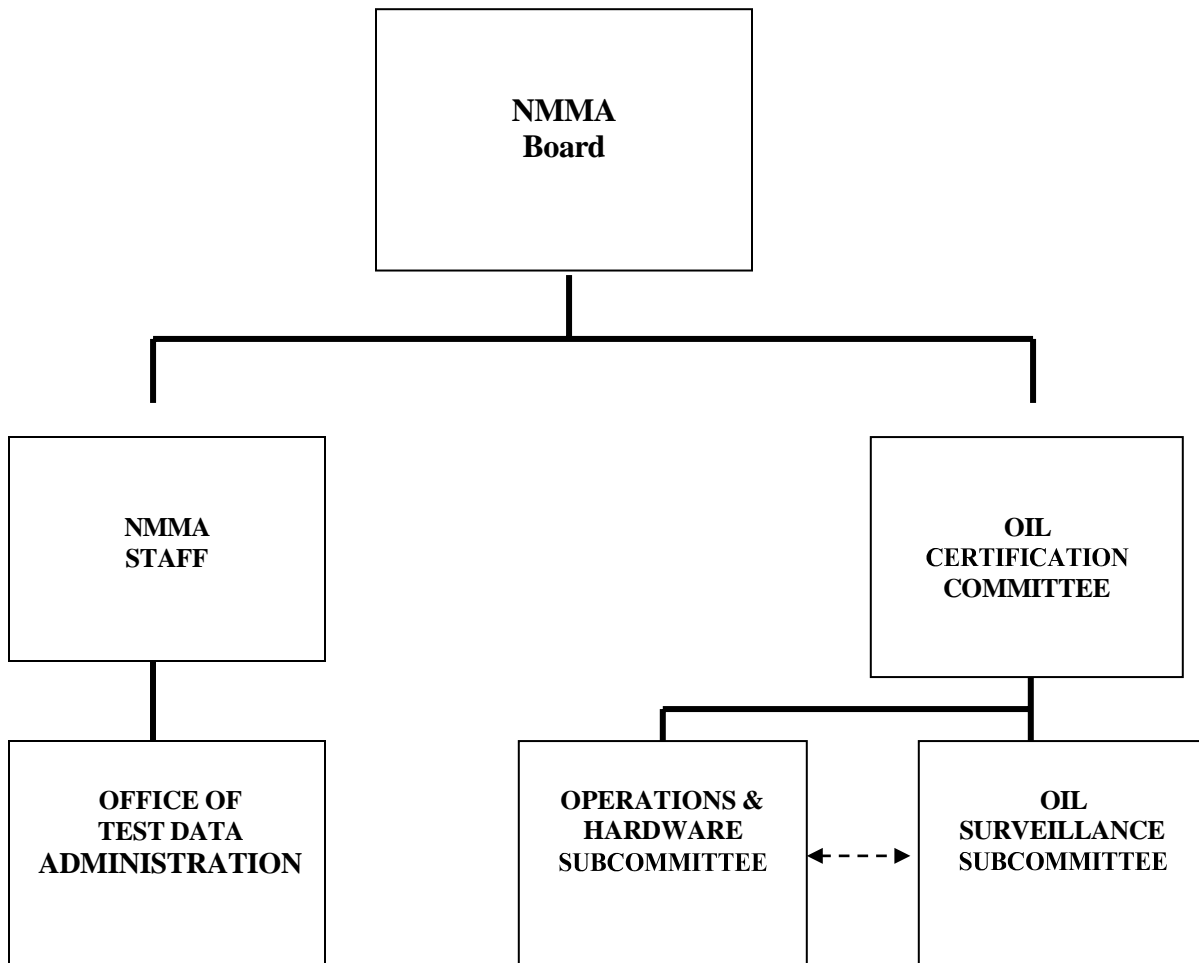 NMMA
Board
NMMA
STAFF
OIL
CERTIFICATION
COMMITTEE
OFFICE OF
TEST DATA
ADMINISTRATION
OPERATIONS &
HARDWARE
SUBCOMMITTEE
OIL
SURVEILLANCE
SUBCOMMITTEE